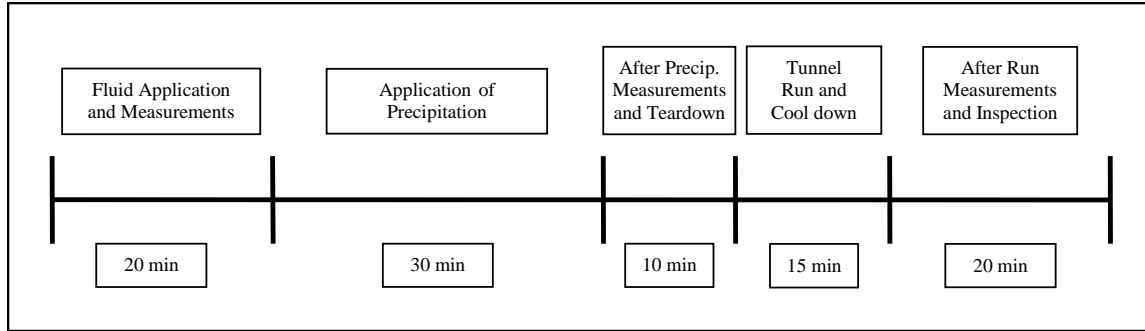 Fluid Application
and Measurements
Application of
Precipitation
After Precip.
Measurements
and Teardown
Tunnel
Run and
Cool down
After Run
Measurements
and Inspection
20 min
30 min
10 min
15 min
20 min